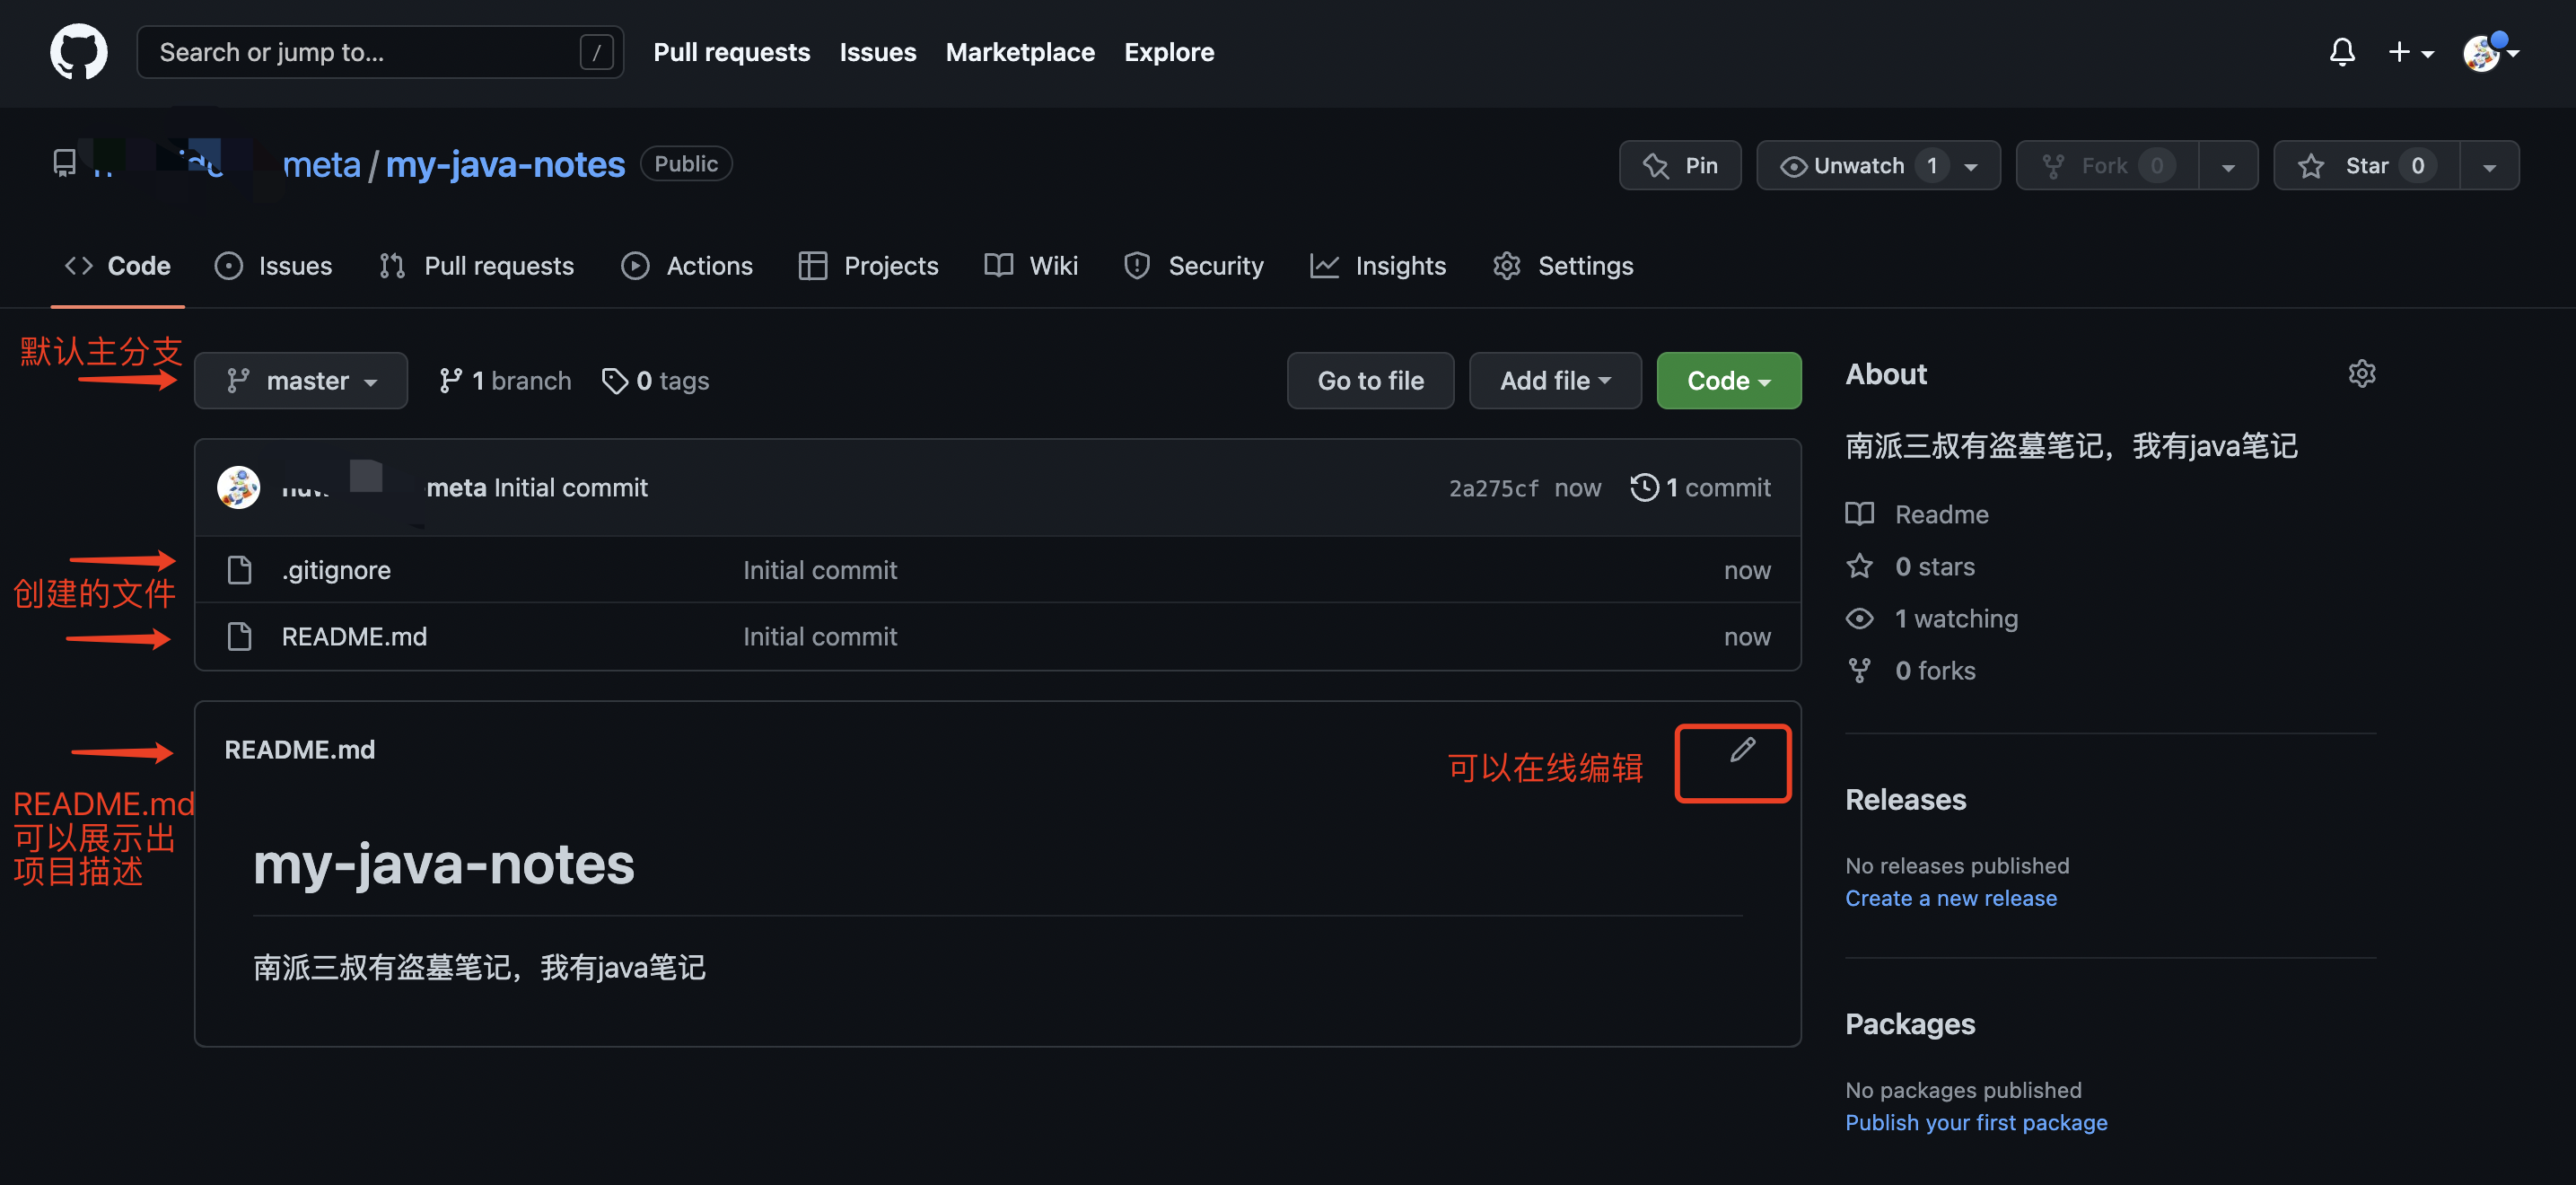 Search or jump to... /
Pull requests Issues Marketplace Explore
meta / my-java-notes Public
Pin Unwatch 1 Fork 0 Star 0
Code Issues Pull requests Actions Projects Wiki Security Insights Settings
默认主分支
master 1 branch 0 tags
Go to file Add file Code
meta Initial commit 2a275cf now 1 commit
.gitignore Initial commit now
创建的文件
README.md Initial commit now
README.md
可以在线编辑
README.md
可以展示出
项目描述
my-java-notes
南派三叔有盗墓笔记，我有java笔记
About
南派三叔有盗墓笔记，我有java笔记
Readme
0 stars
1 watching
0 forks
Releases
No releases published
Create a new release
Packages
No packages published
Publish your first package